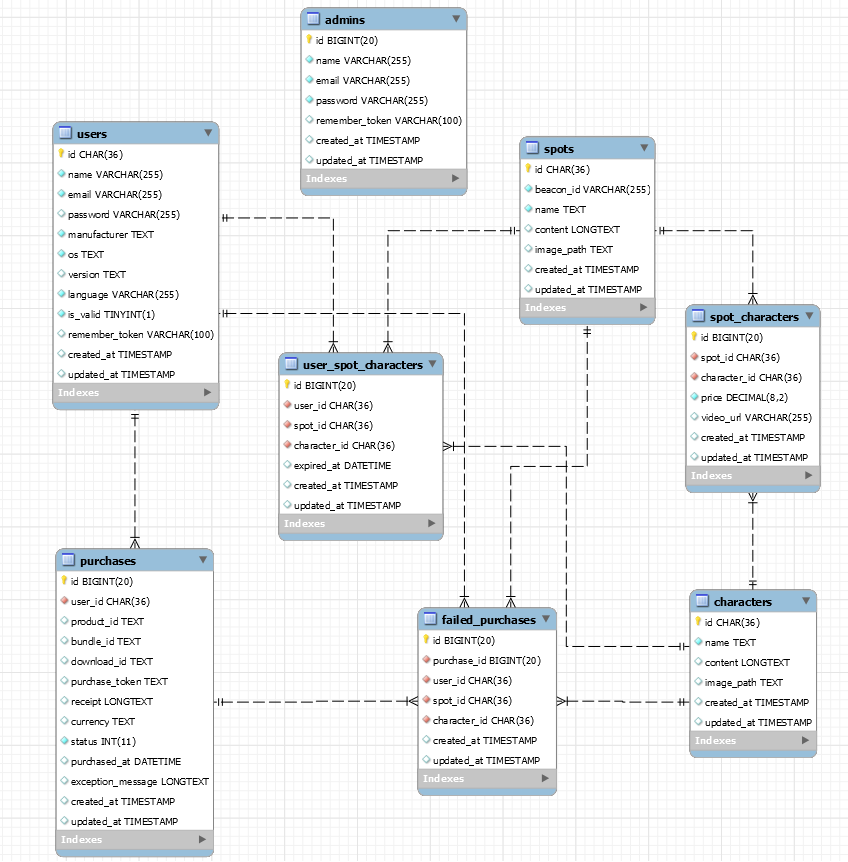 admins
id BIGINT(20)
name VARCHAR(255)
email VARCHAR(255)
password VARCHAR(255)
remember_token VARCHAR(100)
created_at TIMESTAMP
updated_at TIMESTAMP
Indexes
users
id CHAR(36)
name VARCHAR(255)
email VARCHAR(255)
password VARCHAR(255)
manufacturer TEXT
os TEXT
version TEXT
language VARCHAR(255)
is_valid TINYINT(1)
remember_token VARCHAR(100)
created_at TIMESTAMP
updated_at TIMESTAMP
Indexes
spots
id CHAR(36)
beacon_id VARCHAR(255)
name TEXT
content LONGTEXT
image_path TEXT
created_at TIMESTAMP
updated_at TIMESTAMP
Indexes
spot_characters
id BIGINT(20)
spot_id CHAR(36)
character_id CHAR(36)
price DECIMAL(8,2)
video_url VARCHAR(255)
created_at TIMESTAMP
updated_at TIMESTAMP
Indexes
user_spot_characters
id BIGINT(20)
user_id CHAR(36)
spot_id CHAR(36)
character_id CHAR(36)
expired_at DATETIME
created_at TIMESTAMP
updated_at TIMESTAMP
Indexes
purchases
id BIGINT(20)
user_id CHAR(36)
product_id TEXT
bundle_id TEXT
download_id TEXT
purchase_token TEXT
receipt LONGTEXT
currency TEXT
status INT(11)
purchased_at DATETIME
exception_message LONGTEXT
created_at TIMESTAMP
updated_at TIMESTAMP
Indexes
failed_purchases
id BIGINT(20)
purchase_id BIGINT(20)
user_id CHAR(36)
spot_id CHAR(36)
character_id CHAR(36)
created_at TIMESTAMP
updated_at TIMESTAMP
Indexes
characters
id CHAR(36)
name TEXT
content LONGTEXT
image_path TEXT
created_at TIMESTAMP
updated_at TIMESTAMP
Indexes